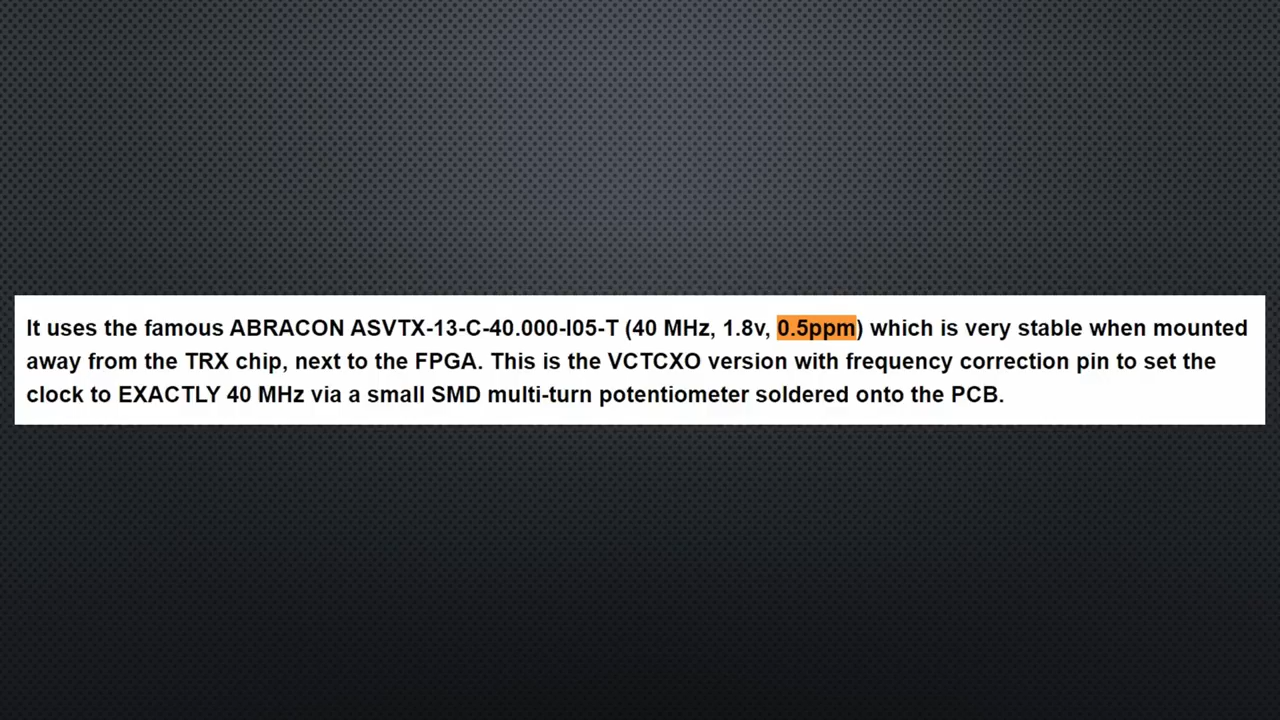 It uses the famous ABRACON ASVTX-13-C-40.000-I05-T (40 MHz, 1.8v, 0.5ppm) which is very stable when mounted
away from the TRX chip, next to the FPGA. This is the VCTCXO version with frequency correction pin to set the
clock to EXACTLY 40 MHz via a small SMD multi-turn potentiometer soldered onto the PCB.